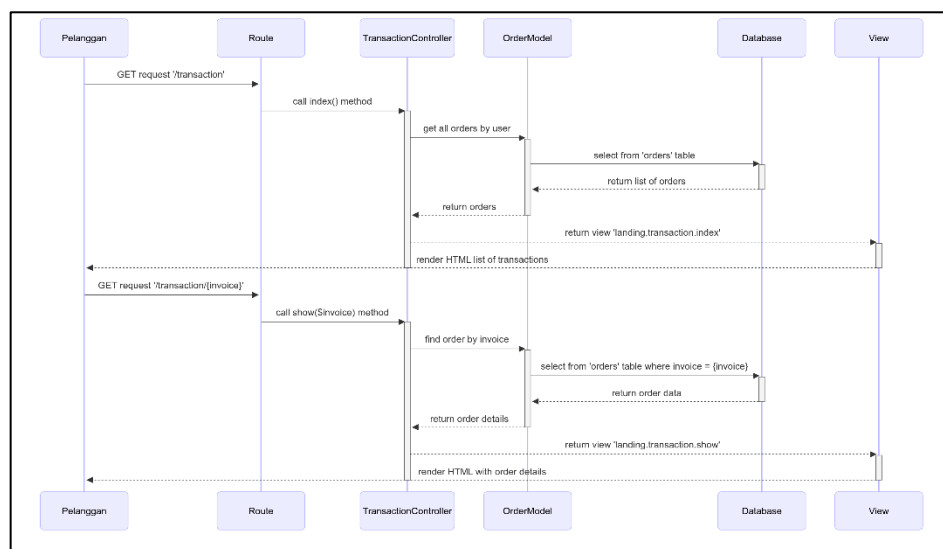 Pelanggan
Route
TransactionController
OrderModel
Database
View
GET request '/transaction'
call index() method
get all orders by user
select from 'orders' table
return list of orders
return orders
return view 'landing.transaction.index'
render HTML list of transactions
GET request '/transaction/{invoice}'
call show($invoice) method
find order by invoice
select from 'orders' table where invoice = {invoice}
return order data
return order details
return view 'landing.transaction.show'
render HTML with order details
Pelanggan
Route
TransactionController
OrderModel
Database
View